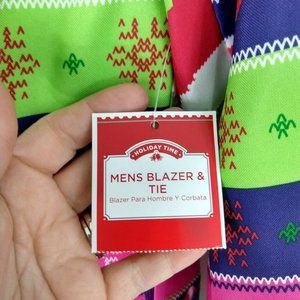 HOLIDAY TIME
MENS BLAZER &
TIE
Blazer Para Hombre Y Corbata